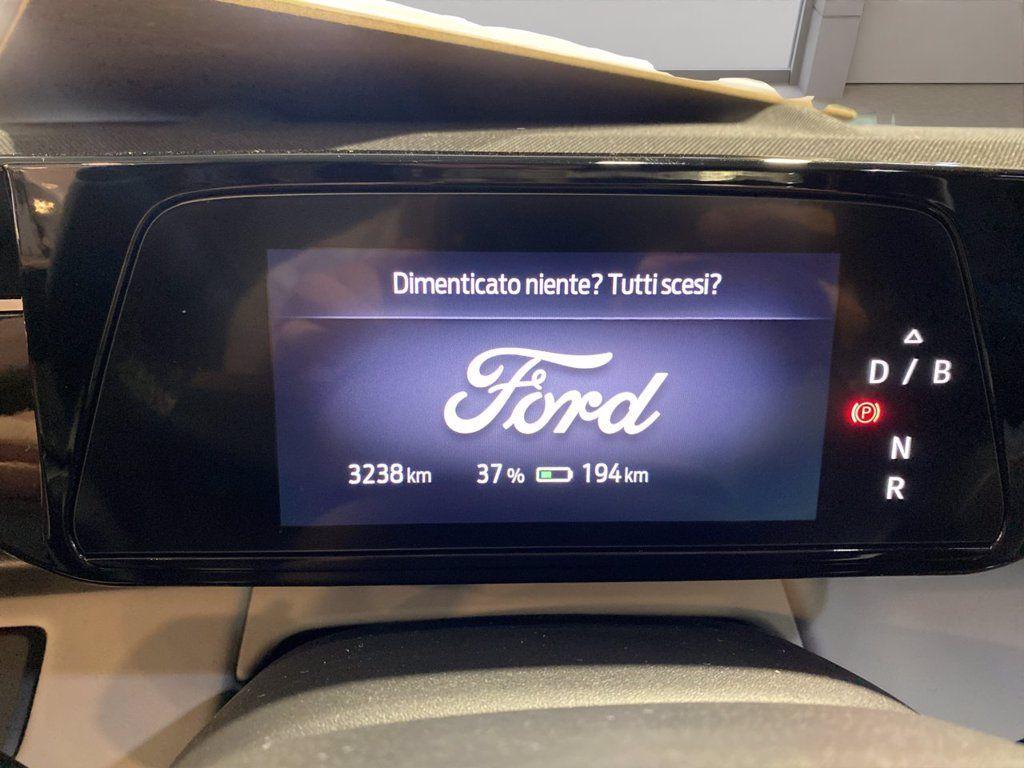 Dimenticato niente? Tutti scesi?
Ford
3238 km 37 % 194 km
D / B
P
N
R